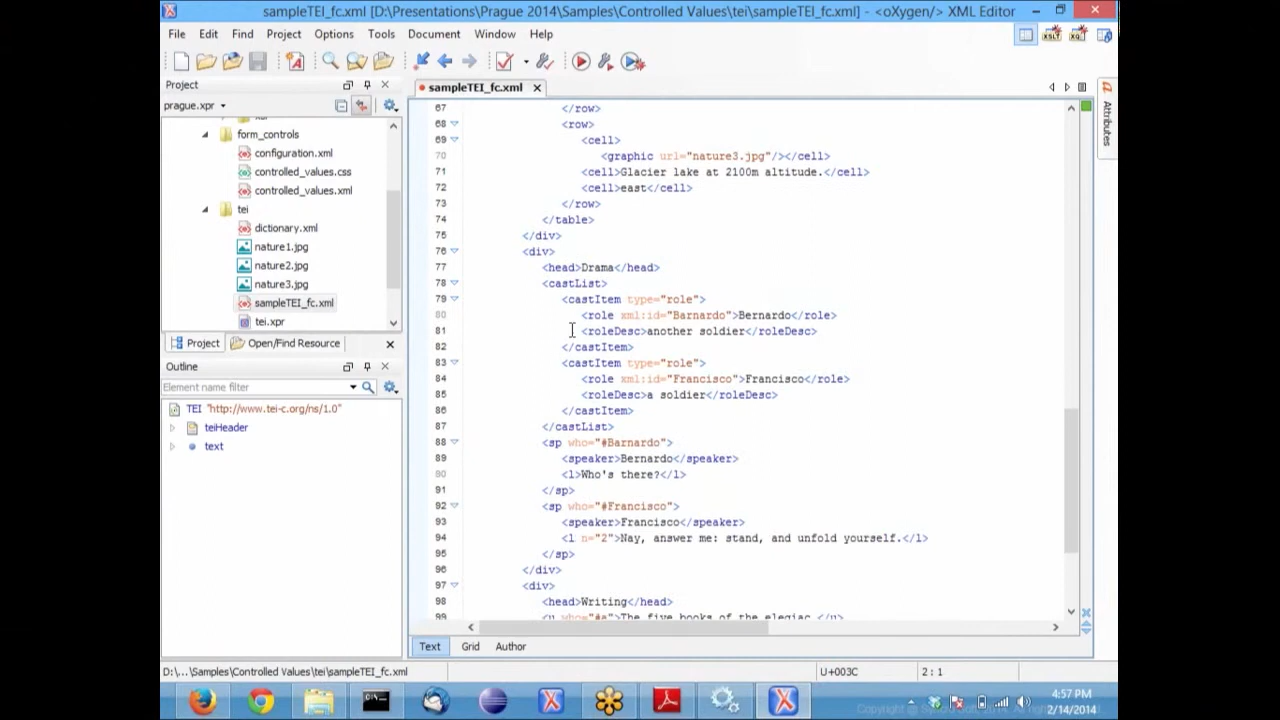 sampleTEI_fc.xml [D:\Presentations\Prague 2014\Samples\Controlled Values\tei\sampleTEI_fc.xml] - <oXygen/> XML Editor
File Edit Find Project Options Tools Document Window Help
Project
prague.xpr
form_controls
configuration.xml
controlled_values.css
controlled_values.xml
tei
dictionary.xml
nature1.jpg
nature2.jpg
nature3.jpg
sampleTEI_fc.xml
tei.xpr
Project Open/Find Resource
Outline
Element name filter
TEI "http://www.tei-c.org/ns/1.0"
teiHeader
text
sampleTEI_fc.xml
67 </row>
68 <row>
69 <cell>
70 <graphic url="nature3.jpg"/></cell>
71 <cell>Glacier lake at 2100m altitude.</cell>
72 <cell>east</cell>
73 </row>
74 </table>
75 </div>
76 <div>
77 <head>Drama</head>
78 <castList>
79 <castItem type="role">
80 <role xml:id="Barnardo">Bernardo</role>
81 <roleDesc>another soldier</roleDesc>
82 </castItem>
83 <castItem type="role">
84 <role xml:id="Francisco">Francisco</role>
85 <roleDesc>a soldier</roleDesc>
86 </castItem>
87 </castList>
88 <sp who="#Barnardo">
89 <speaker>Bernardo</speaker>
90 <l>Who's there?</l>
91 </sp>
92 <sp who="#Francisco">
93 <speaker>Francisco</speaker>
94 <l n="2">Nay, answer me: stand, and unfold yourself.</l>
95 </sp>
96 </div>
97 <div>
98 <head>Writing</head>
99 "#a">The five books of the elegiac
Attributes
Text Grid Author
D:\...\Samples\Controlled Values\tei\sampleTEI_fc.xml
U+003C
2 : 1
4:57 PM
2/14/2014